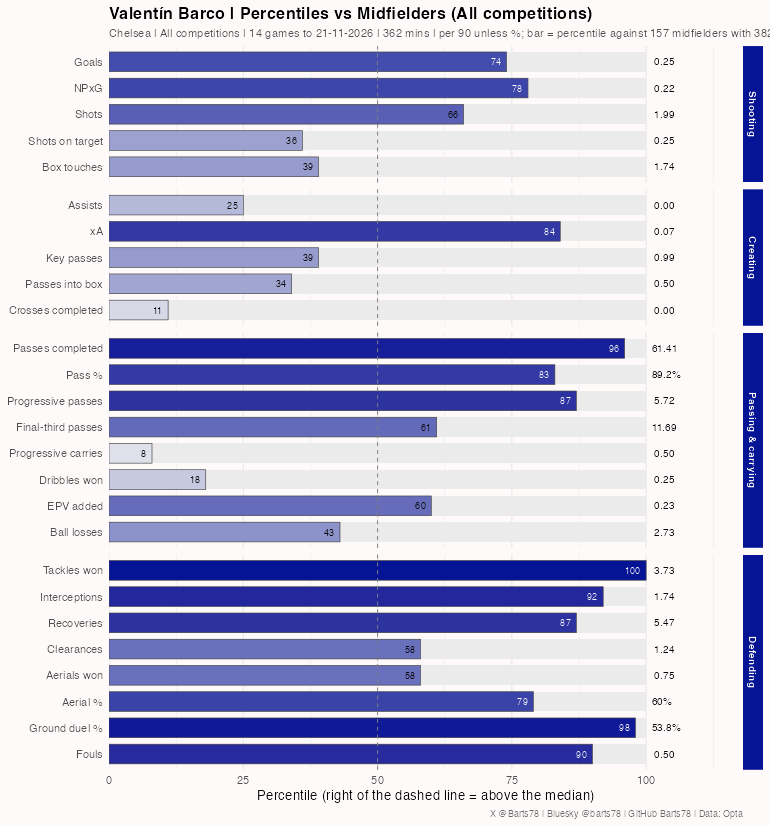 Valentín Barco | Percentiles vs Midfielders (All competitions)
Chelsea | All competitions | 14 games to 21-11-2026 | 362 mins | per 90 unless %; bar = percentile against 157 midfielders with 382
Goals 74 0.25
NPxG 78 0.22
Shots 66 1.99
Shots on target 36 0.25
Box touches 39 1.74
Shooting
Assists 25 0.00
xA 84 0.07
Key passes 39 0.99
Passes into box 34 0.50
Crosses completed 11 0.00
Creating
Passes completed 96 61.41
Pass % 83 89.2%
Progressive passes 87 5.72
Final-third passes 61 11.69
Progressive carries 8 0.50
Dribbles won 18 0.25
EPV added 60 0.23
Ball losses 43 2.73
Passing & carrying
Tackles won 100 3.73
Interceptions 92 1.74
Recoveries 87 5.47
Clearances 58 1.24
Aerials won 58 0.75
Aerial % 79 60%
Ground duel % 98 53.8%
Fouls 90 0.50
Defending
0 25 50 75 100
Percentile (right of the dashed line = above the median)
X @Barts78 | Bluesky @barts78 | GitHub Barts78 | Data: Opta